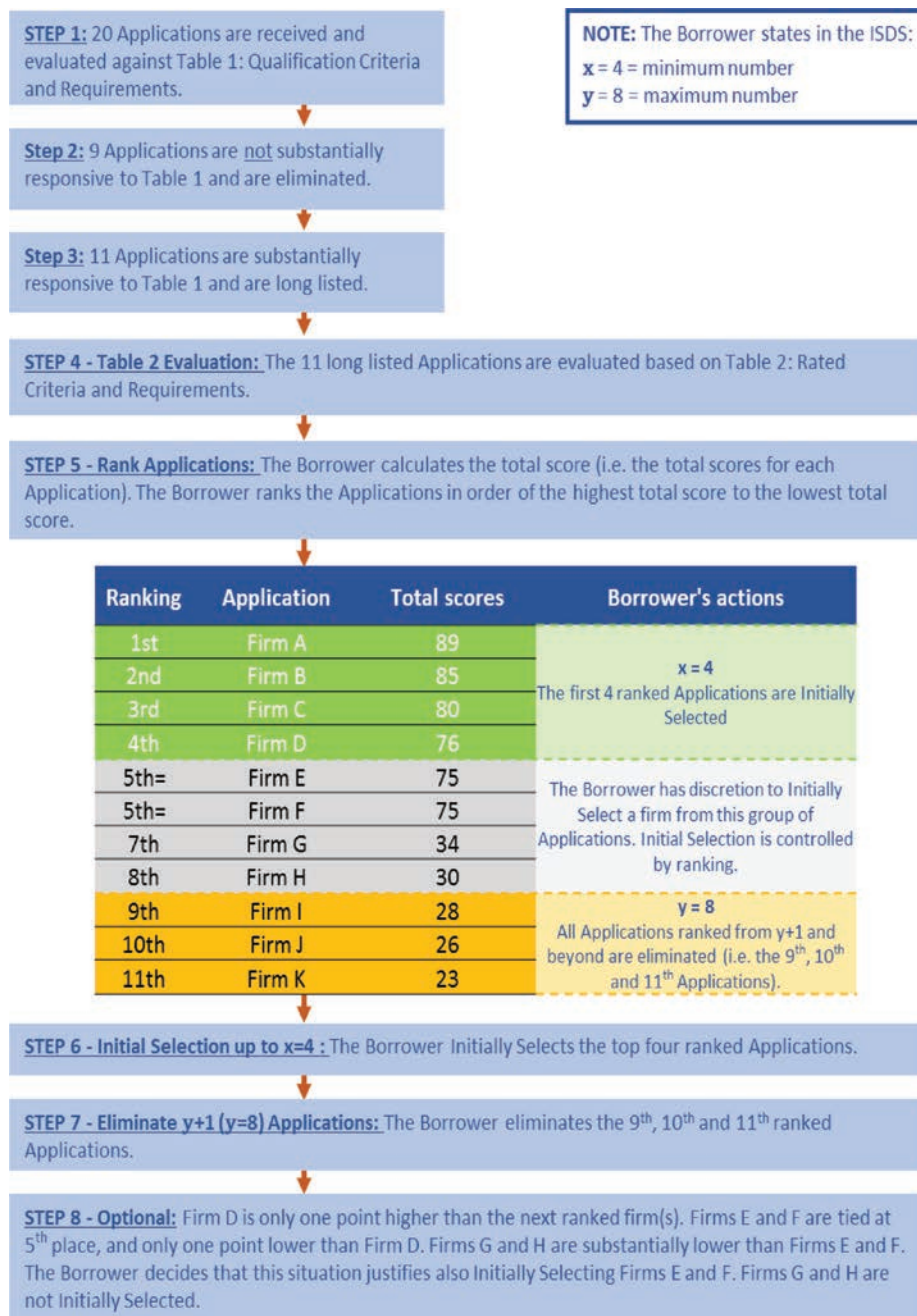 STEP 1: 20 Applications are received and
evaluated against Table 1: Qualification Criteria
and Requirements.
NOTE: The Borrower states in the ISDS:
x = 4 = minimum number
y = 8 = maximum number
Step 2: 9 Applications are not substantially
responsive to Table 1 and are eliminated.
Step 3: 11 Applications are substantially
responsive to Table 1 and are long listed.
STEP 4 - Table 2 Evaluation: The 11 long listed Applications are evaluated based on Table 2: Rated
Criteria and Requirements.
STEP 5 - Rank Applications: The Borrower calculates the total score (i.e. the total scores for each
Application). The Borrower ranks the Applications in order of the highest total score to the lowest total
score.
Ranking Application Total scores Borrower's actions
1st Firm A 89
2nd Firm B 85
3rd Firm C 80
4th Firm D 76
x = 4
The first 4 ranked Applications are Initially
Selected
5th= Firm E 75
5th= Firm F 75
7th Firm G 34
8th Firm H 30
The Borrower has discretion to Initially
Select a firm from this group of
Applications. Initial Selection is controlled
by ranking.
9th Firm I 28
10th Firm J 26
11th Firm K 23
y = 8
All Applications ranked from y+1 and
beyond are eliminated (i.e. the 9th, 10th
and 11th Applications).
STEP 6 - Initial Selection up to x=4 : The Borrower Initially Selects the top four ranked Applications.
STEP 7 - Eliminate y+1 (y=8) Applications: The Borrower eliminates the 9th, 10th and 11th ranked
Applications.
STEP 8 - Optional: Firm D is only one point higher than the next ranked firm(s). Firms E and F are tied at
5th place, and only one point lower than Firm D. Firms G and H are substantially lower than Firms E and F.
The Borrower decides that this situation justifies also Initially Selecting Firms E and F. Firms G and H are
not Initially Selected.